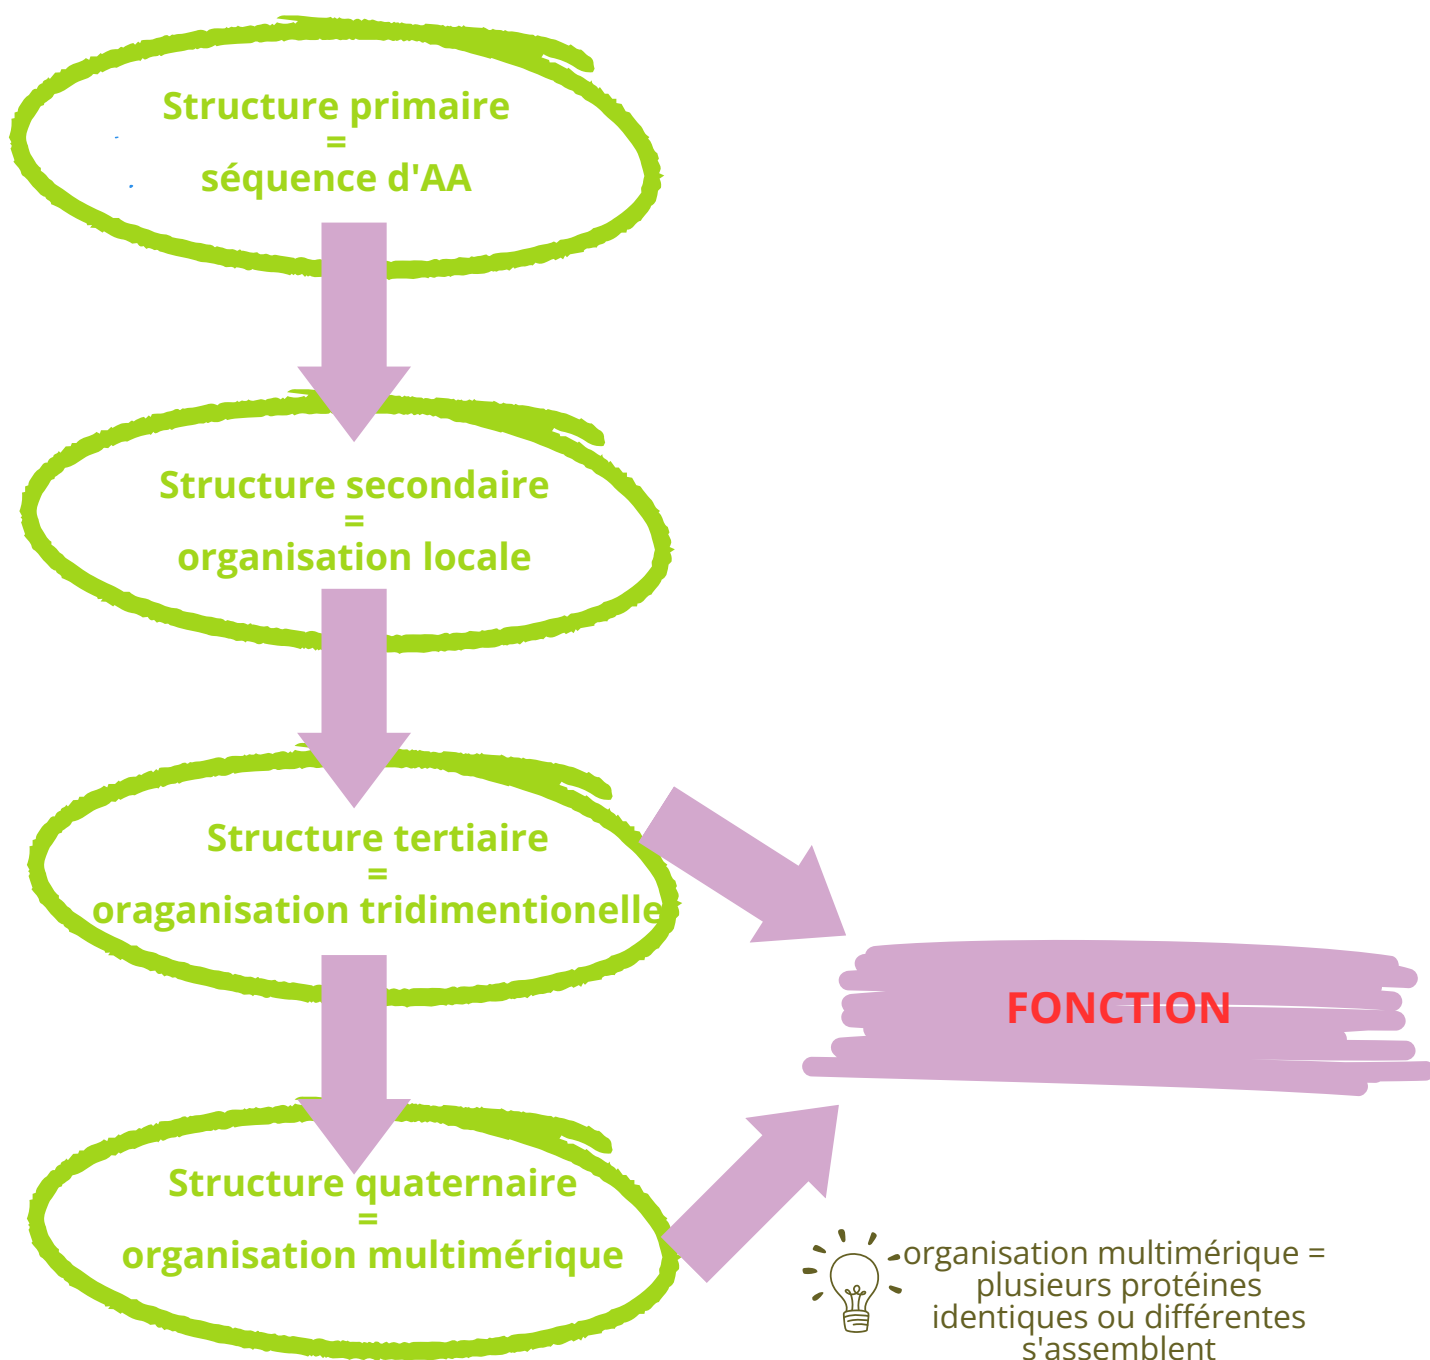 Structure primaire
=
séquence d'AA
Structure secondaire
=
organisation locale
Structure tertiaire
=
oraganisation tridimentionelle
FONCTION
Structure quaternaire
=
organisation multimérique
organisation multimérique =
plusieurs protéines
identiques ou différentes
s'assemblent